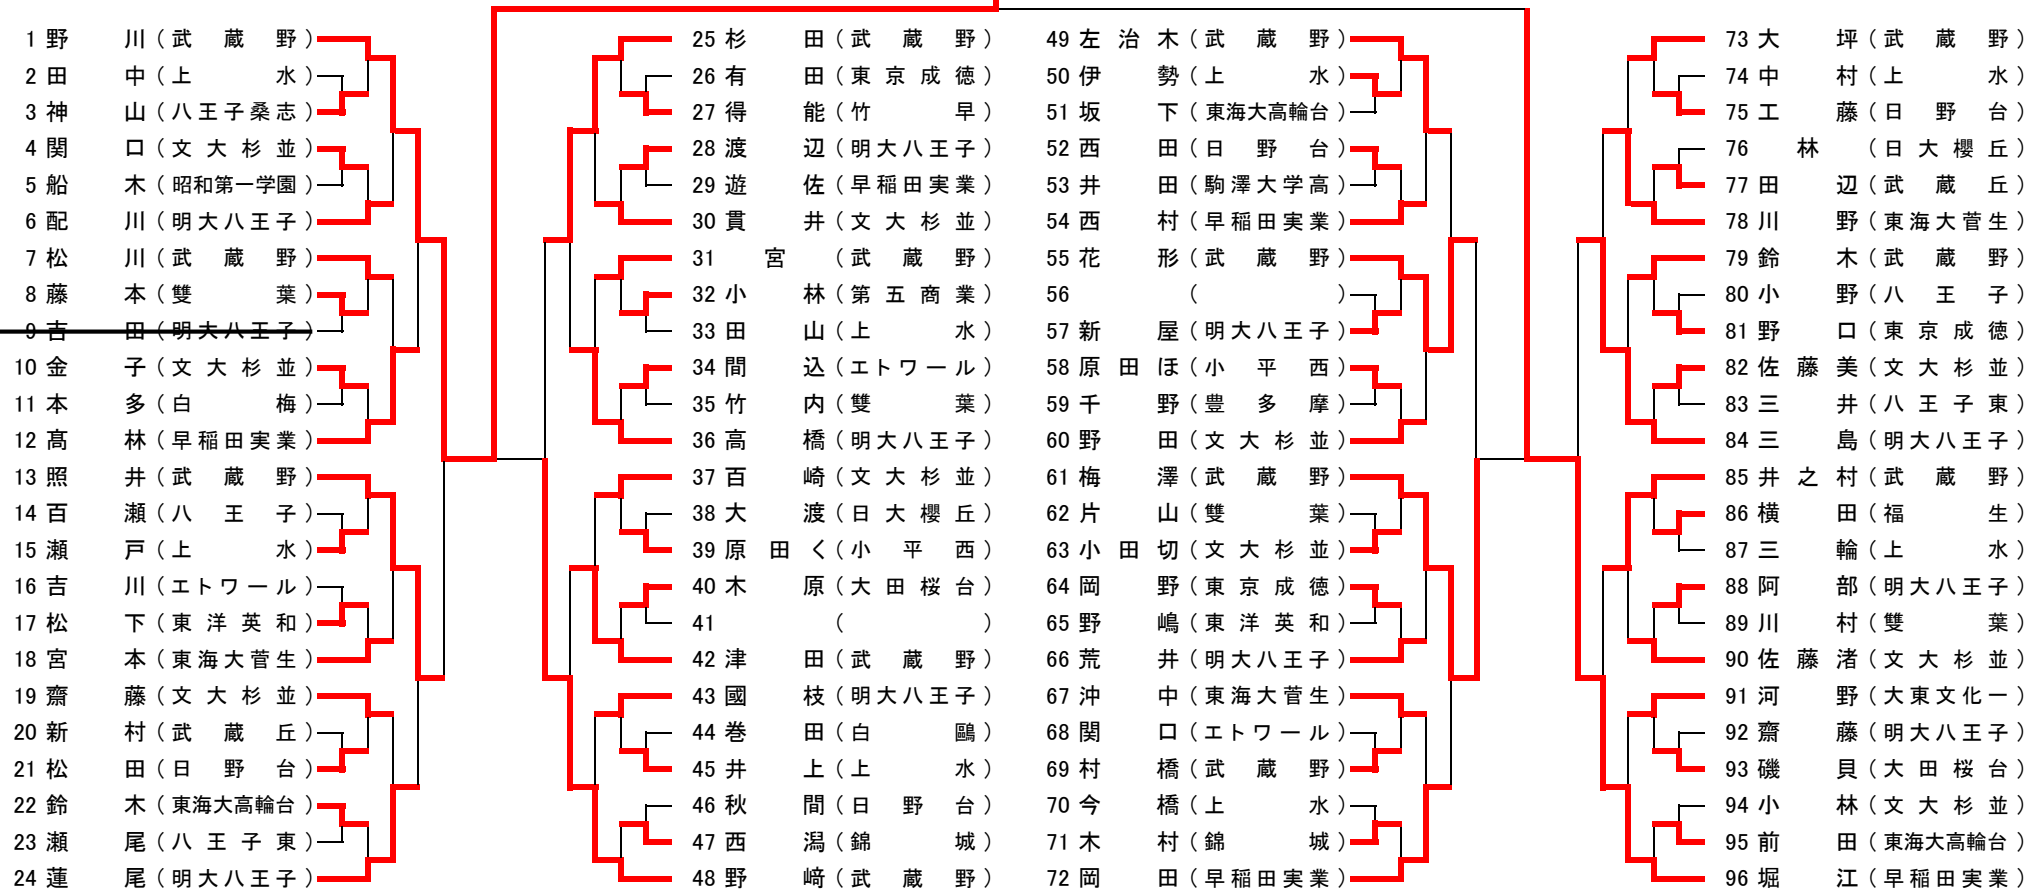 1 野川 (武蔵野)
2 田中 (上水)
3 神山 (八王子桑志)
4 関口 (文大杉並)
5 船木 (昭和第一学園)
6 配川 (明大八王子)
7 松川 (武蔵野)
8 藤本 (雙葉)
9 吉田 (明大八王子)
10 金子 (文大杉並)
11 本多 (白梅)
12 髙林 (早稲田実業)
13 照井 (武蔵野)
14 百瀬 (八王子)
15 瀬戸 (上水)
16 吉川 (エトワール)
17 松下 (東洋英和)
18 宮本 (東海大菅生)
19 齋藤 (文大杉並)
20 新村 (武蔵丘)
21 松田 (日野台)
22 鈴木 (東海大高輪台)
23 瀬尾 (八王子東)
24 蓮尾 (明大八王子)
25 杉田 (武蔵野)
26 有田 (東京成徳)
27 得能 (竹早)
28 渡辺 (明大八王子)
29 遊佐 (早稲田実業)
30 貫井 (文大杉並)
31 宮 (武蔵野)
32 小林 (第五商業)
33 田山 (上水)
34 間込 (エトワール)
35 竹内 (雙葉)
36 高橋 (明大八王子)
37 百崎 (文大杉並)
38 大渡 (日大櫻丘)
39 原田く (小平西)
40 木原 (大田桜台)
41 ( )
42 津田 (武蔵野)
43 國枝 (明大八王子)
44 巻田 (白鷗)
45 井上 (上水)
46 秋間 (日野台)
47 西潟 (錦城)
48 野﨑 (武蔵野)
49 左治木 (武蔵野)
50 伊勢 (上水)
51 坂下 (東海大高輪台)
52 西田 (日野台)
53 井田 (駒澤大学高)
54 西村 (早稲田実業)
55 花形 (武蔵野)
56 ( )
57 新屋 (明大八王子)
58 原田ほ (小平西)
59 千野 (豊多摩)
60 野田 (文大杉並)
61 梅澤 (武蔵野)
62 片山 (雙葉)
63 小田切 (文大杉並)
64 岡野 (東京成徳)
65 野嶋 (東洋英和)
66 荒井 (明大八王子)
67 沖中 (東海大菅生)
68 関口 (エトワール)
69 村橋 (武蔵野)
70 今橋 (上水)
71 木村 (錦城)
72 岡田 (早稲田実業)
73 大坪 (武蔵野)
74 中村 (上水)
75 工藤 (日野台)
76 林 (日大櫻丘)
77 田辺 (武蔵丘)
78 川野 (東海大菅生)
79 鈴木 (武蔵野)
80 小野 (八王子)
81 野口 (東京成徳)
82 佐藤美 (文大杉並)
83 三井 (八王子東)
84 三島 (明大八王子)
85 井之村 (武蔵野)
86 横田 (福生)
87 三輪 (上水)
88 阿部 (明大八王子)
89 川村 (雙葉)
90 佐藤渚 (文大杉並)
91 河野 (大東文化一)
92 齋藤 (明大八王子)
93 磯貝 (大田桜台)
94 小林 (文大杉並)
95 前田 (東海大高輪台)
96 堀江 (早稲田実業)